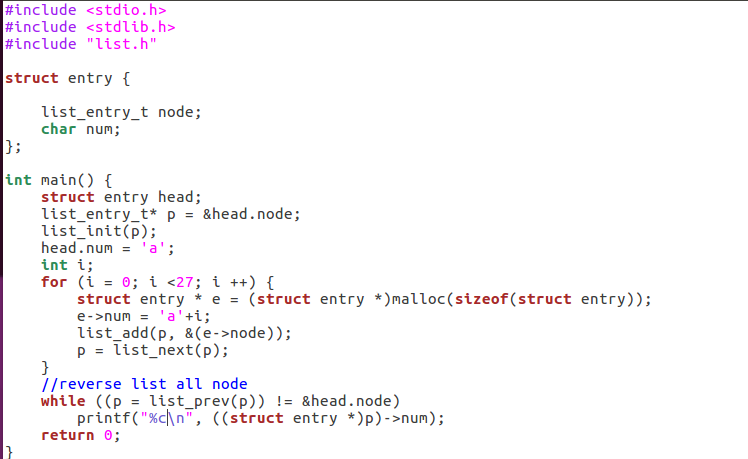 #include <stdio.h>
#include <stdlib.h>
#include "list.h"

struct entry {

    list_entry_t node;
    char num;
};

int main() {
    struct entry head;
    list_entry_t* p = &head.node;
    list_init(p);
    head.num = 'a';
    int i;
    for (i = 0; i <27; i ++) {
        struct entry * e = (struct entry *)malloc(sizeof(struct entry));
        e->num = 'a'+i;
        list_add(p, &(e->node));
        p = list_next(p);
    }
    //reverse list all node
    while ((p = list_prev(p)) != &head.node)
        printf("%c\n", ((struct entry *)p)->num);
    return 0;
}